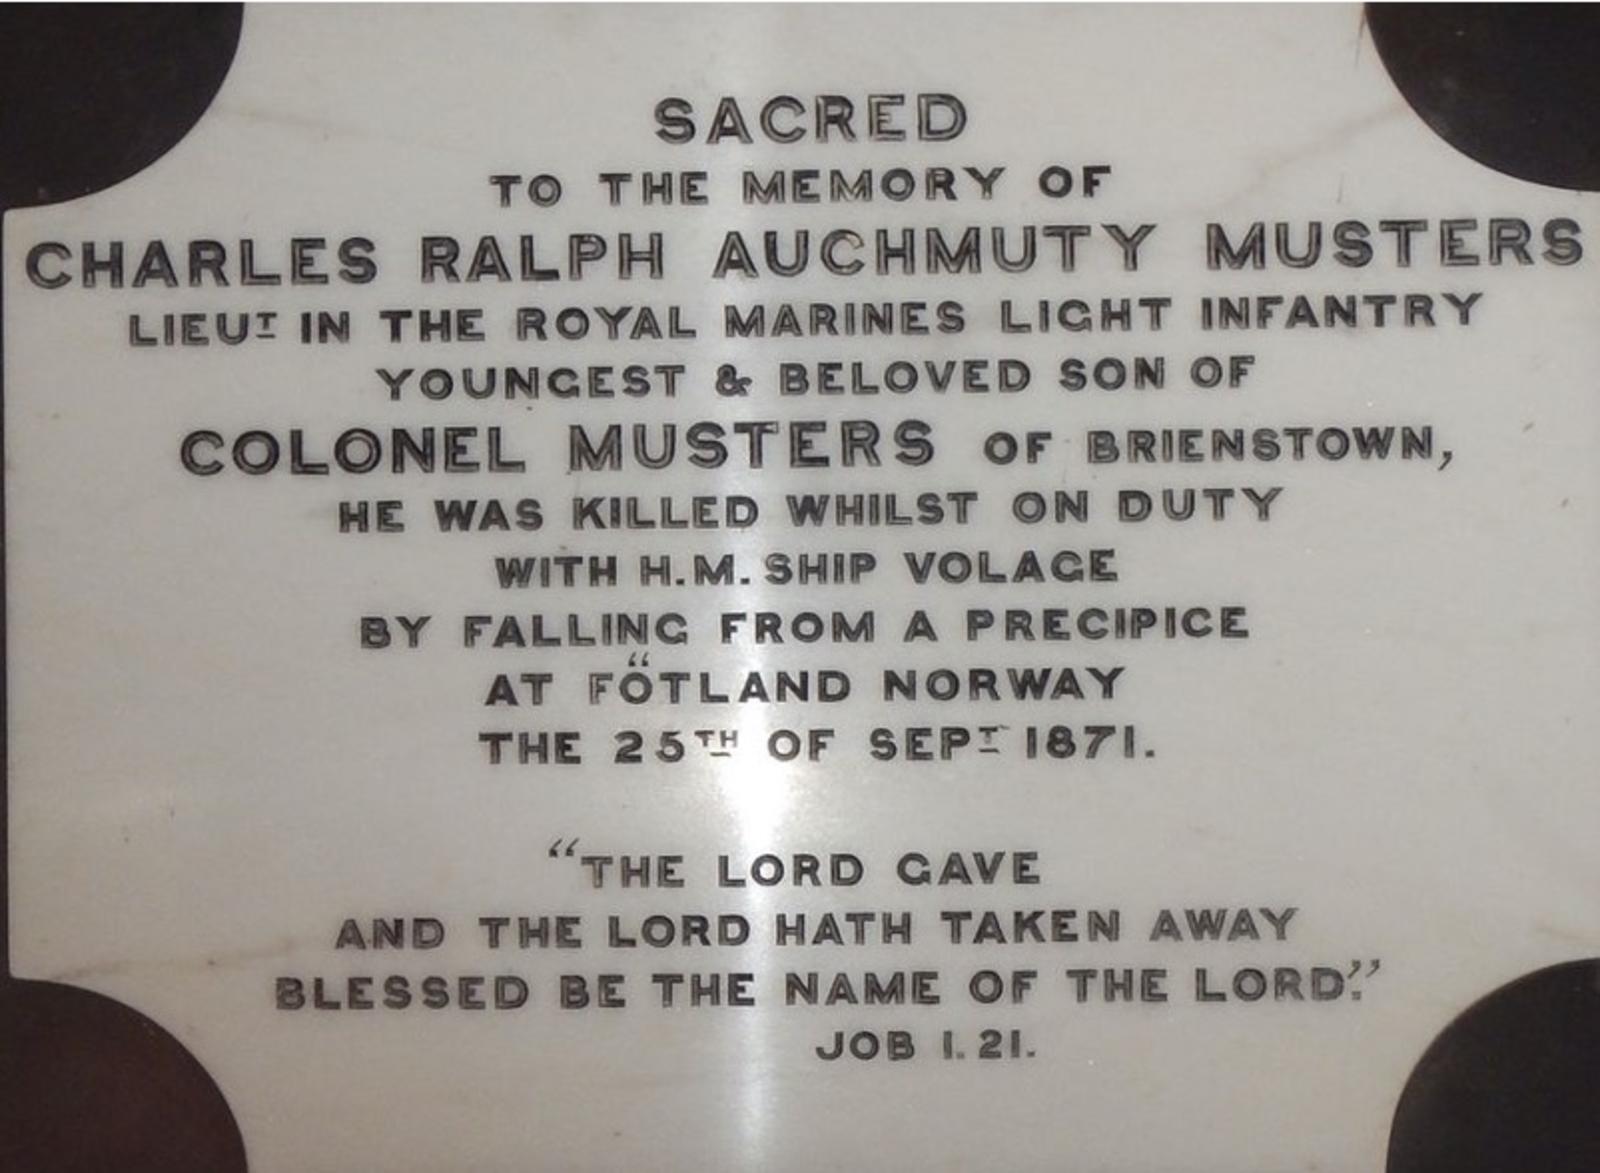 SACRED
TO THE MEMORY OF
CHARLES RALPH AUCHMUTY MUSTERS
LIEUT IN THE ROYAL MARINES LIGHT INFANTRY
YOUNGEST & BELOVED SON OF
COLONEL MUSTERS OF BRIENSTOWN,
HE WAS KILLED WHILST ON DUTY
WITH H.M. SHIP VOLAGE
BY FALLING FROM A PRECIPICE
AT FÖTLAND NORWAY
THE 25TH OF SEPT 1871.
“THE LORD GAVE
AND THE LORD HATH TAKEN AWAY
BLESSED BE THE NAME OF THE LORD.”
JOB 1. 21.